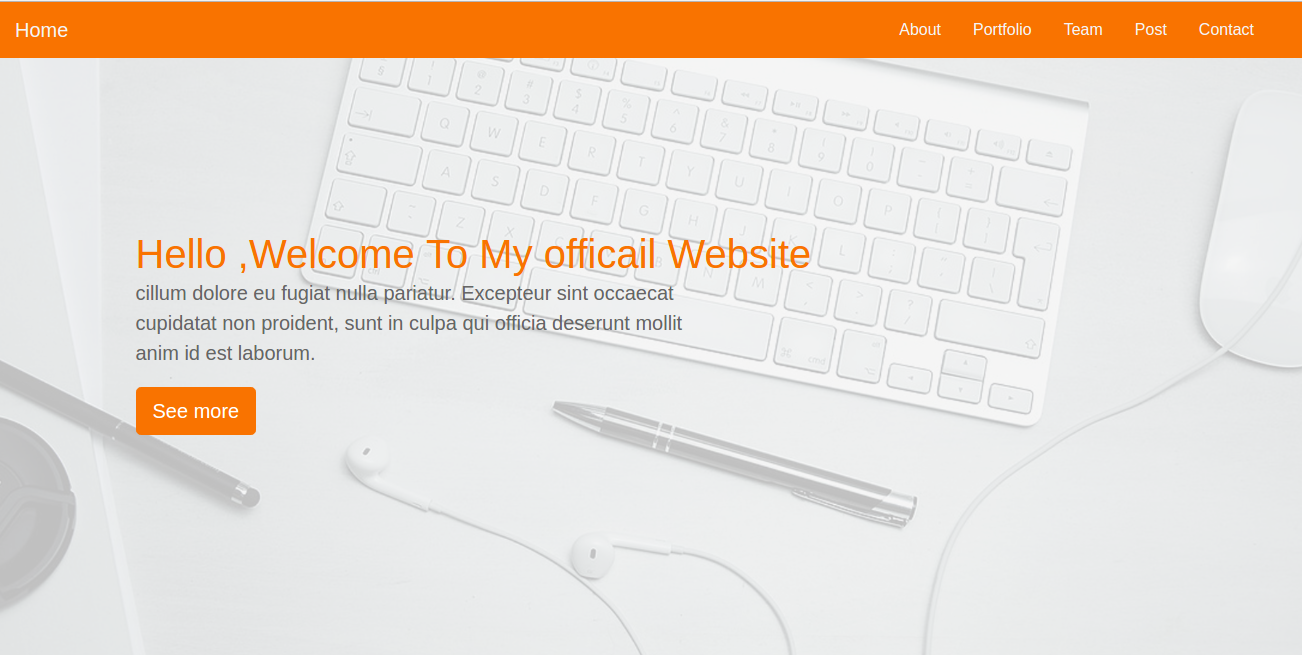 Home About Portfolio Team Post Contact
Hello ,Welcome To My officail Website
cillum dolore eu fugiat nulla pariatur. Excepteur sint occaecat
cupidatat non proident, sunt in culpa qui officia deserunt mollit
anim id est laborum.
See more